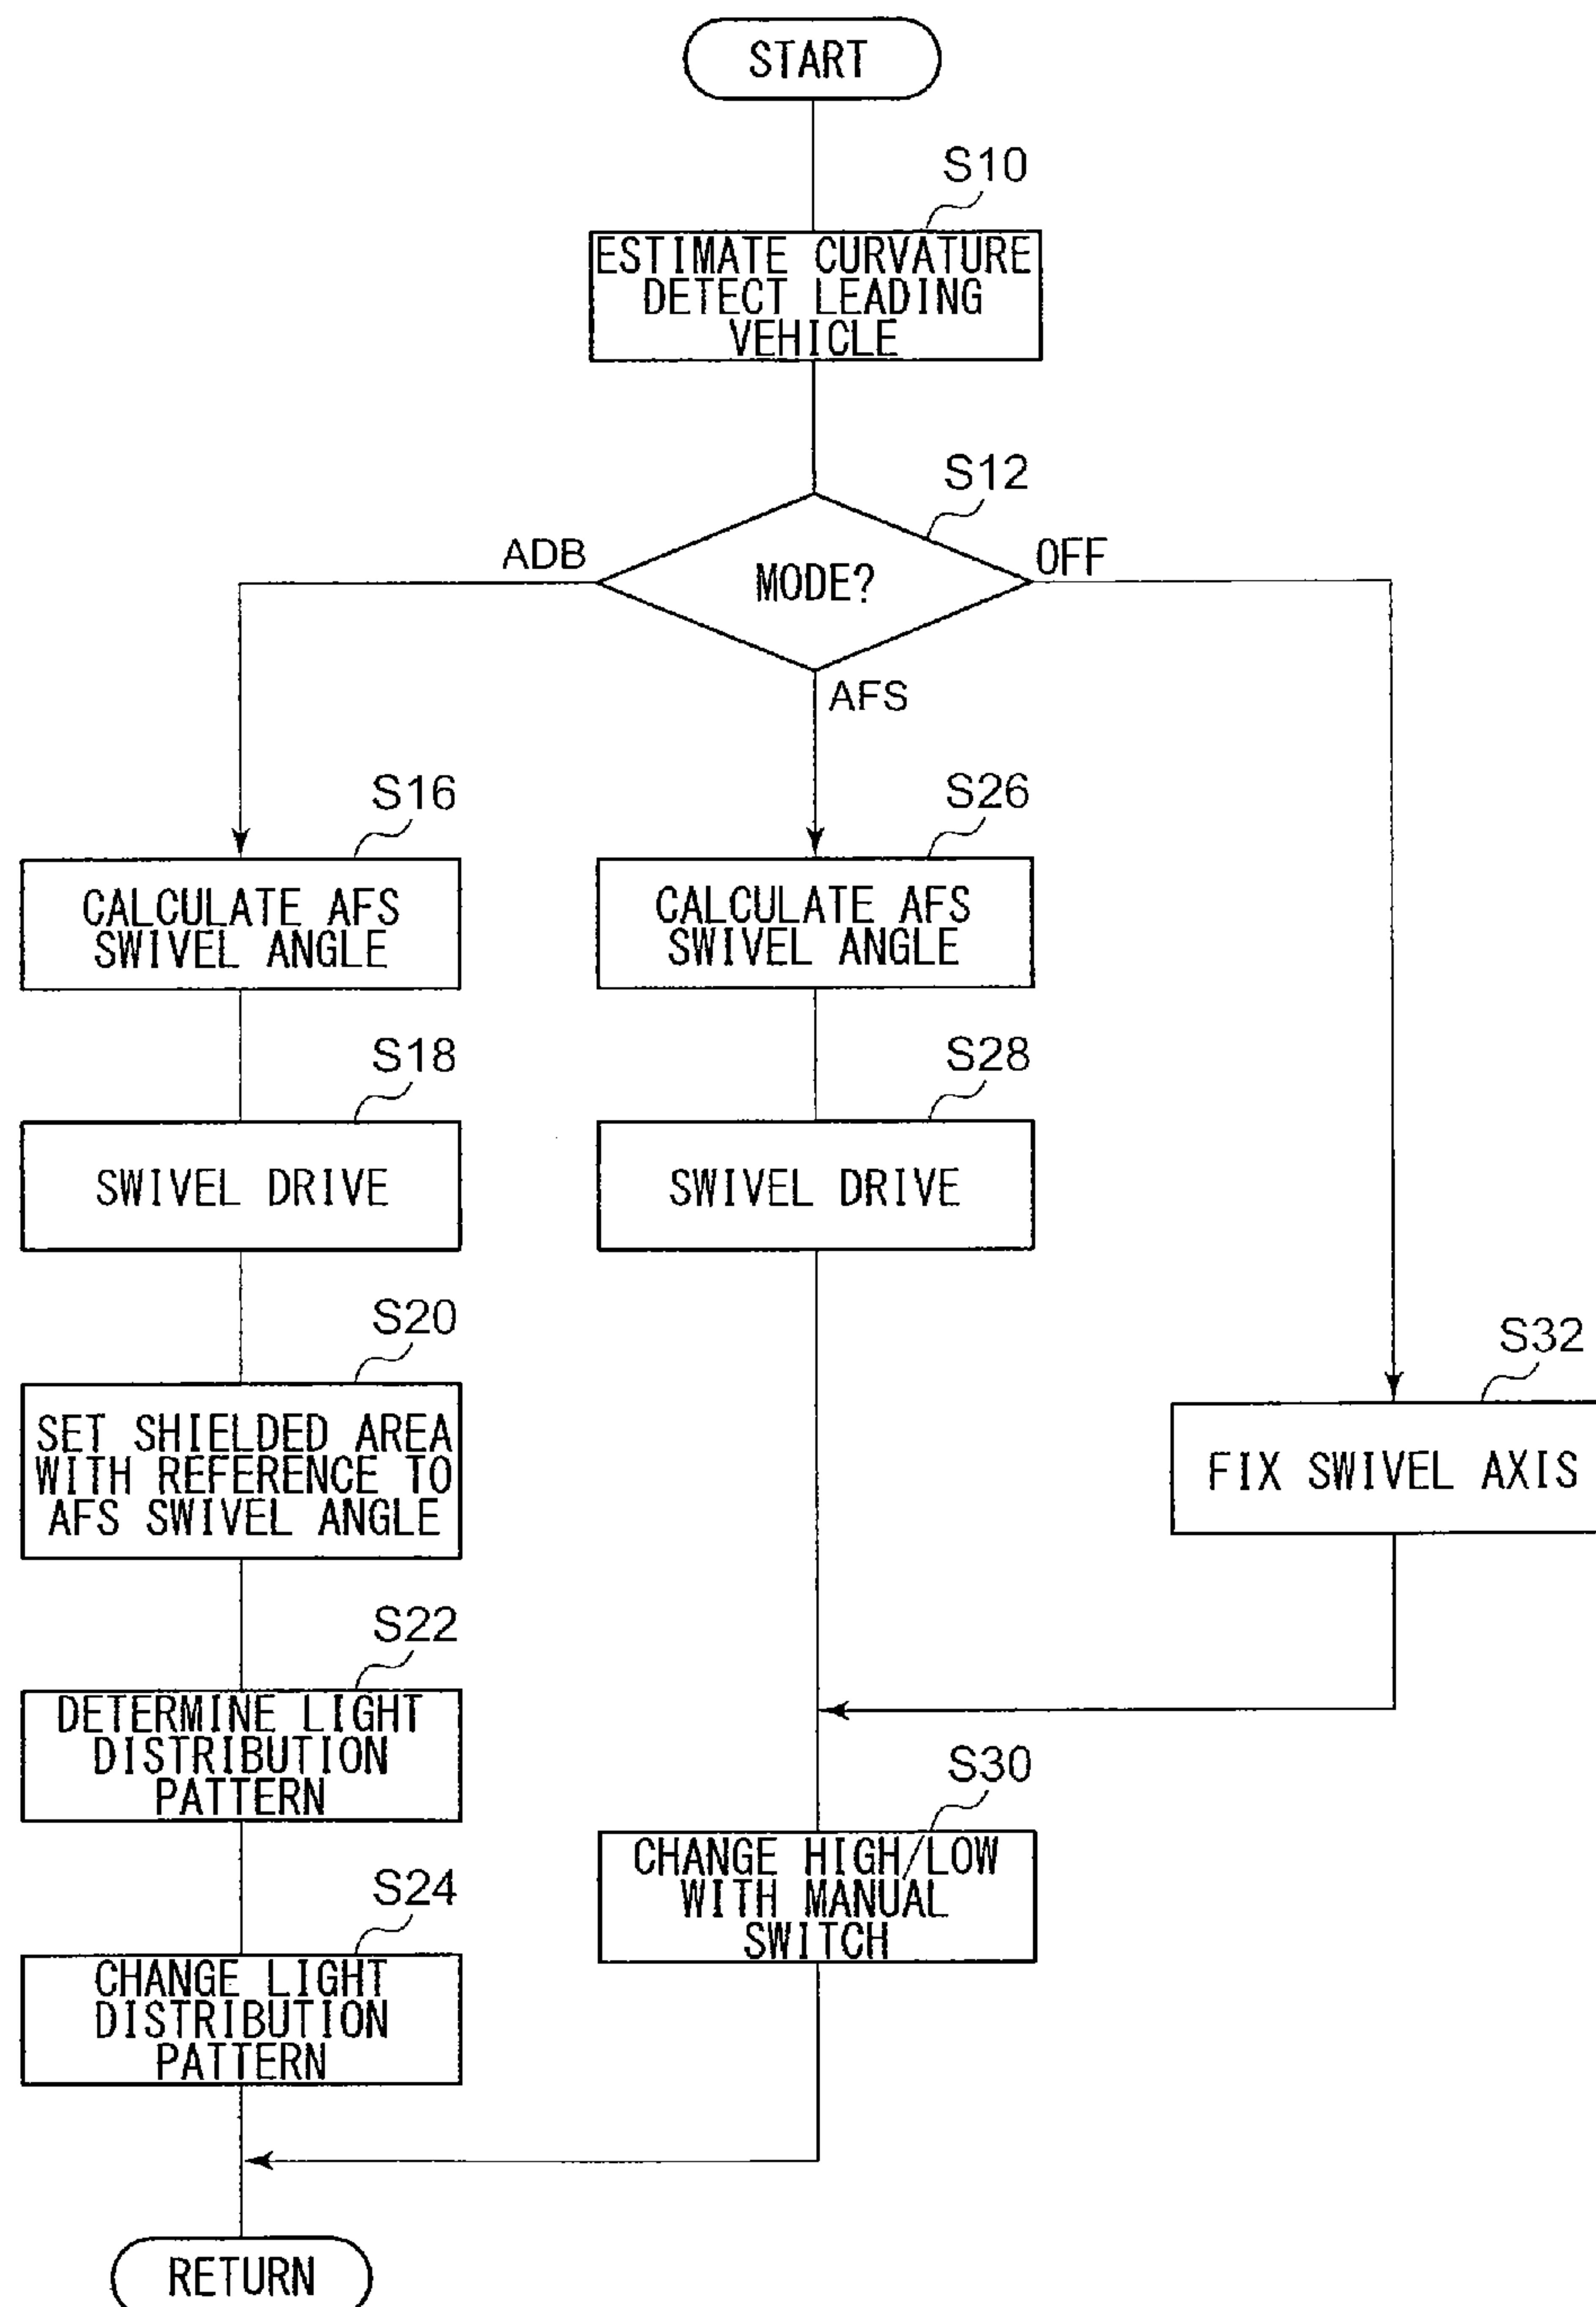 START
S10
ESTIMATE CURVATURE
DETECT LEADING
VEHICLE
S12
ADB
MODE?
OFF
AFS
S16
CALCULATE AFS
SWIVEL ANGLE
S26
CALCULATE AFS
SWIVEL ANGLE
S18
SWIVEL DRIVE
S28
SWIVEL DRIVE
S20
SET SHIELDED AREA
WITH REFERENCE TO
AFS SWIVEL ANGLE
S32
FIX SWIVEL AXIS
S22
DETERMINE LIGHT
DISTRIBUTION
PATTERN
S30
CHANGE HIGH/LOW
WITH MANUAL
SWITCH
S24
CHANGE LIGHT
DISTRIBUTION
PATTERN
RETURN